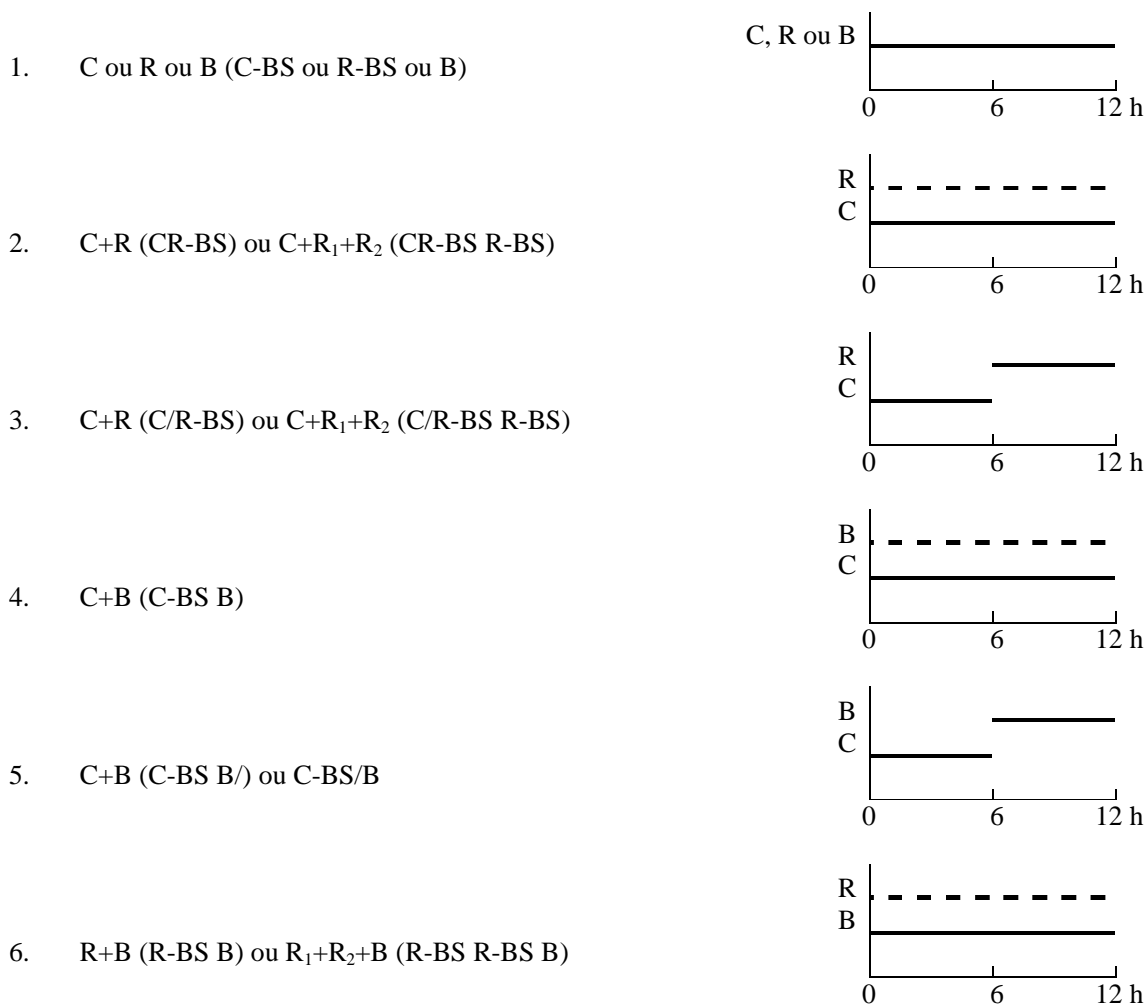 C, R ou B
1. C ou R ou B (C-BS ou R-BS ou B)
0 6 12 h
R
C
2. C+R (CR-BS) ou C+R₁+R₂ (CR-BS R-BS)
0 6 12 h
R
C
3. C+R (C/R-BS) ou C+R₁+R₂ (C/R-BS R-BS)
0 6 12 h
B
C
4. C+B (C-BS B)
0 6 12 h
B
C
5. C+B (C-BS B/) ou C-BS/B
0 6 12 h
R
B
6. R+B (R-BS B) ou R₁+R₂+B (R-BS R-BS B)
0 6 12 h